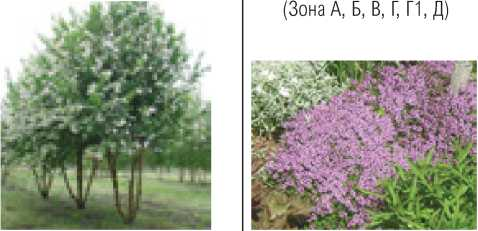 (Зона А, Б, В, Г, Г1, Д)